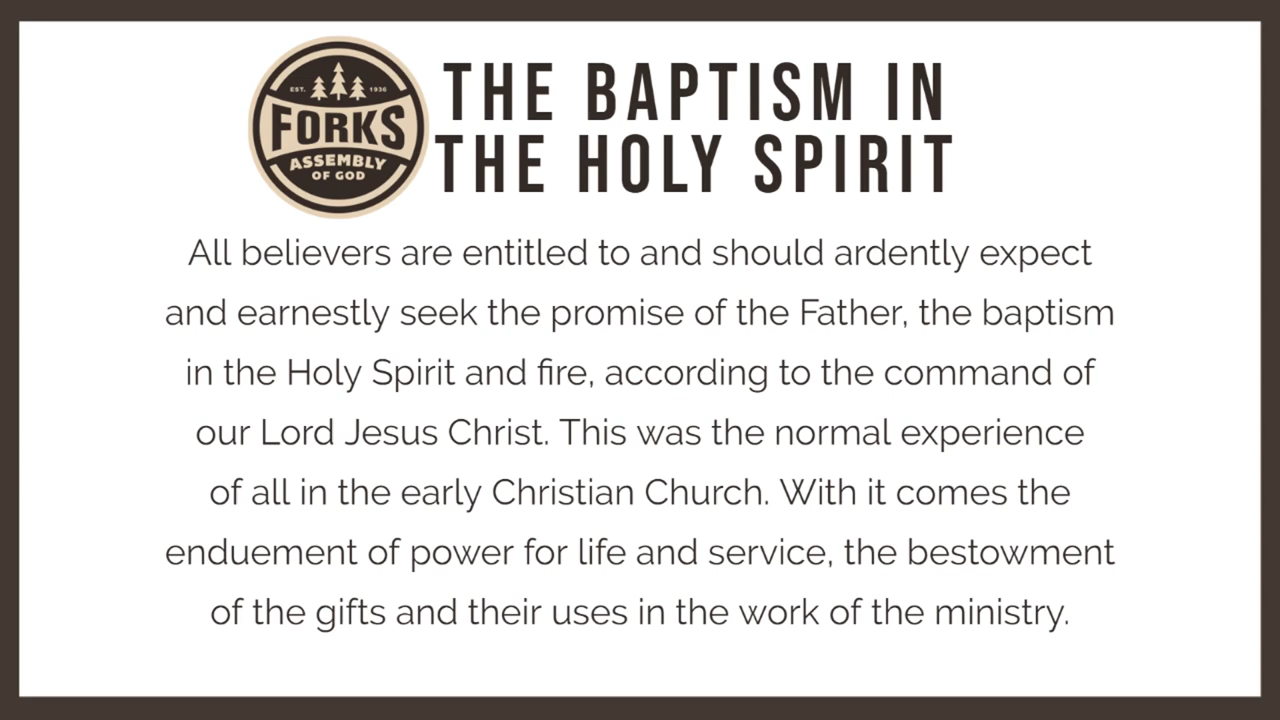 EST. 1936
FORKS
ASSEMBLY
OF GOD
THE BAPTISM IN
THE HOLY SPIRIT
All believers are entitled to and should ardently expect
and earnestly seek the promise of the Father, the baptism
in the Holy Spirit and fire, according to the command of
our Lord Jesus Christ. This was the normal experience
of all in the early Christian Church. With it comes the
enduement of power for life and service, the bestowment
of the gifts and their uses in the work of the ministry.